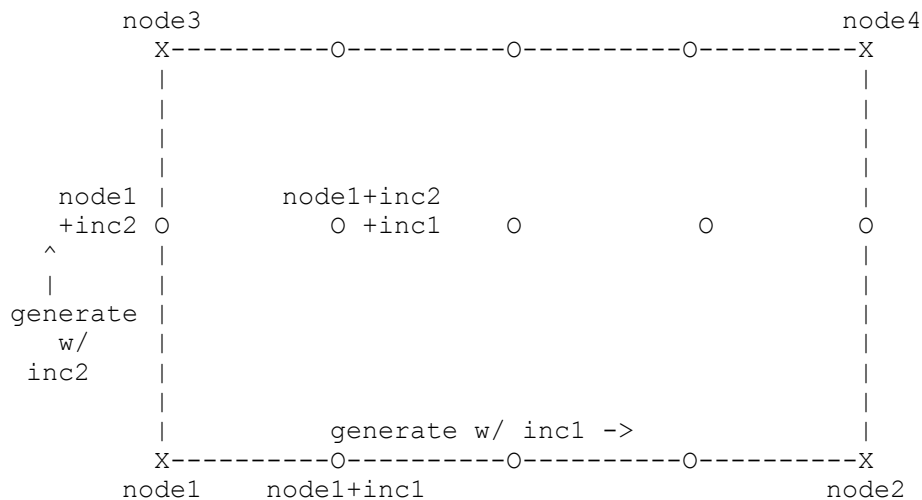 node3 node4
X----------O----------O----------O----------X
| |
| |
| |
| |
node1 | node1+inc2 |
+inc2 O O +inc1 O O O
^ | |
| | |
generate | |
w/ | |
inc2 | |
| |
| generate w/ inc1 -> |
X----------O----------O----------O----------X
node1 node1+inc1 node2